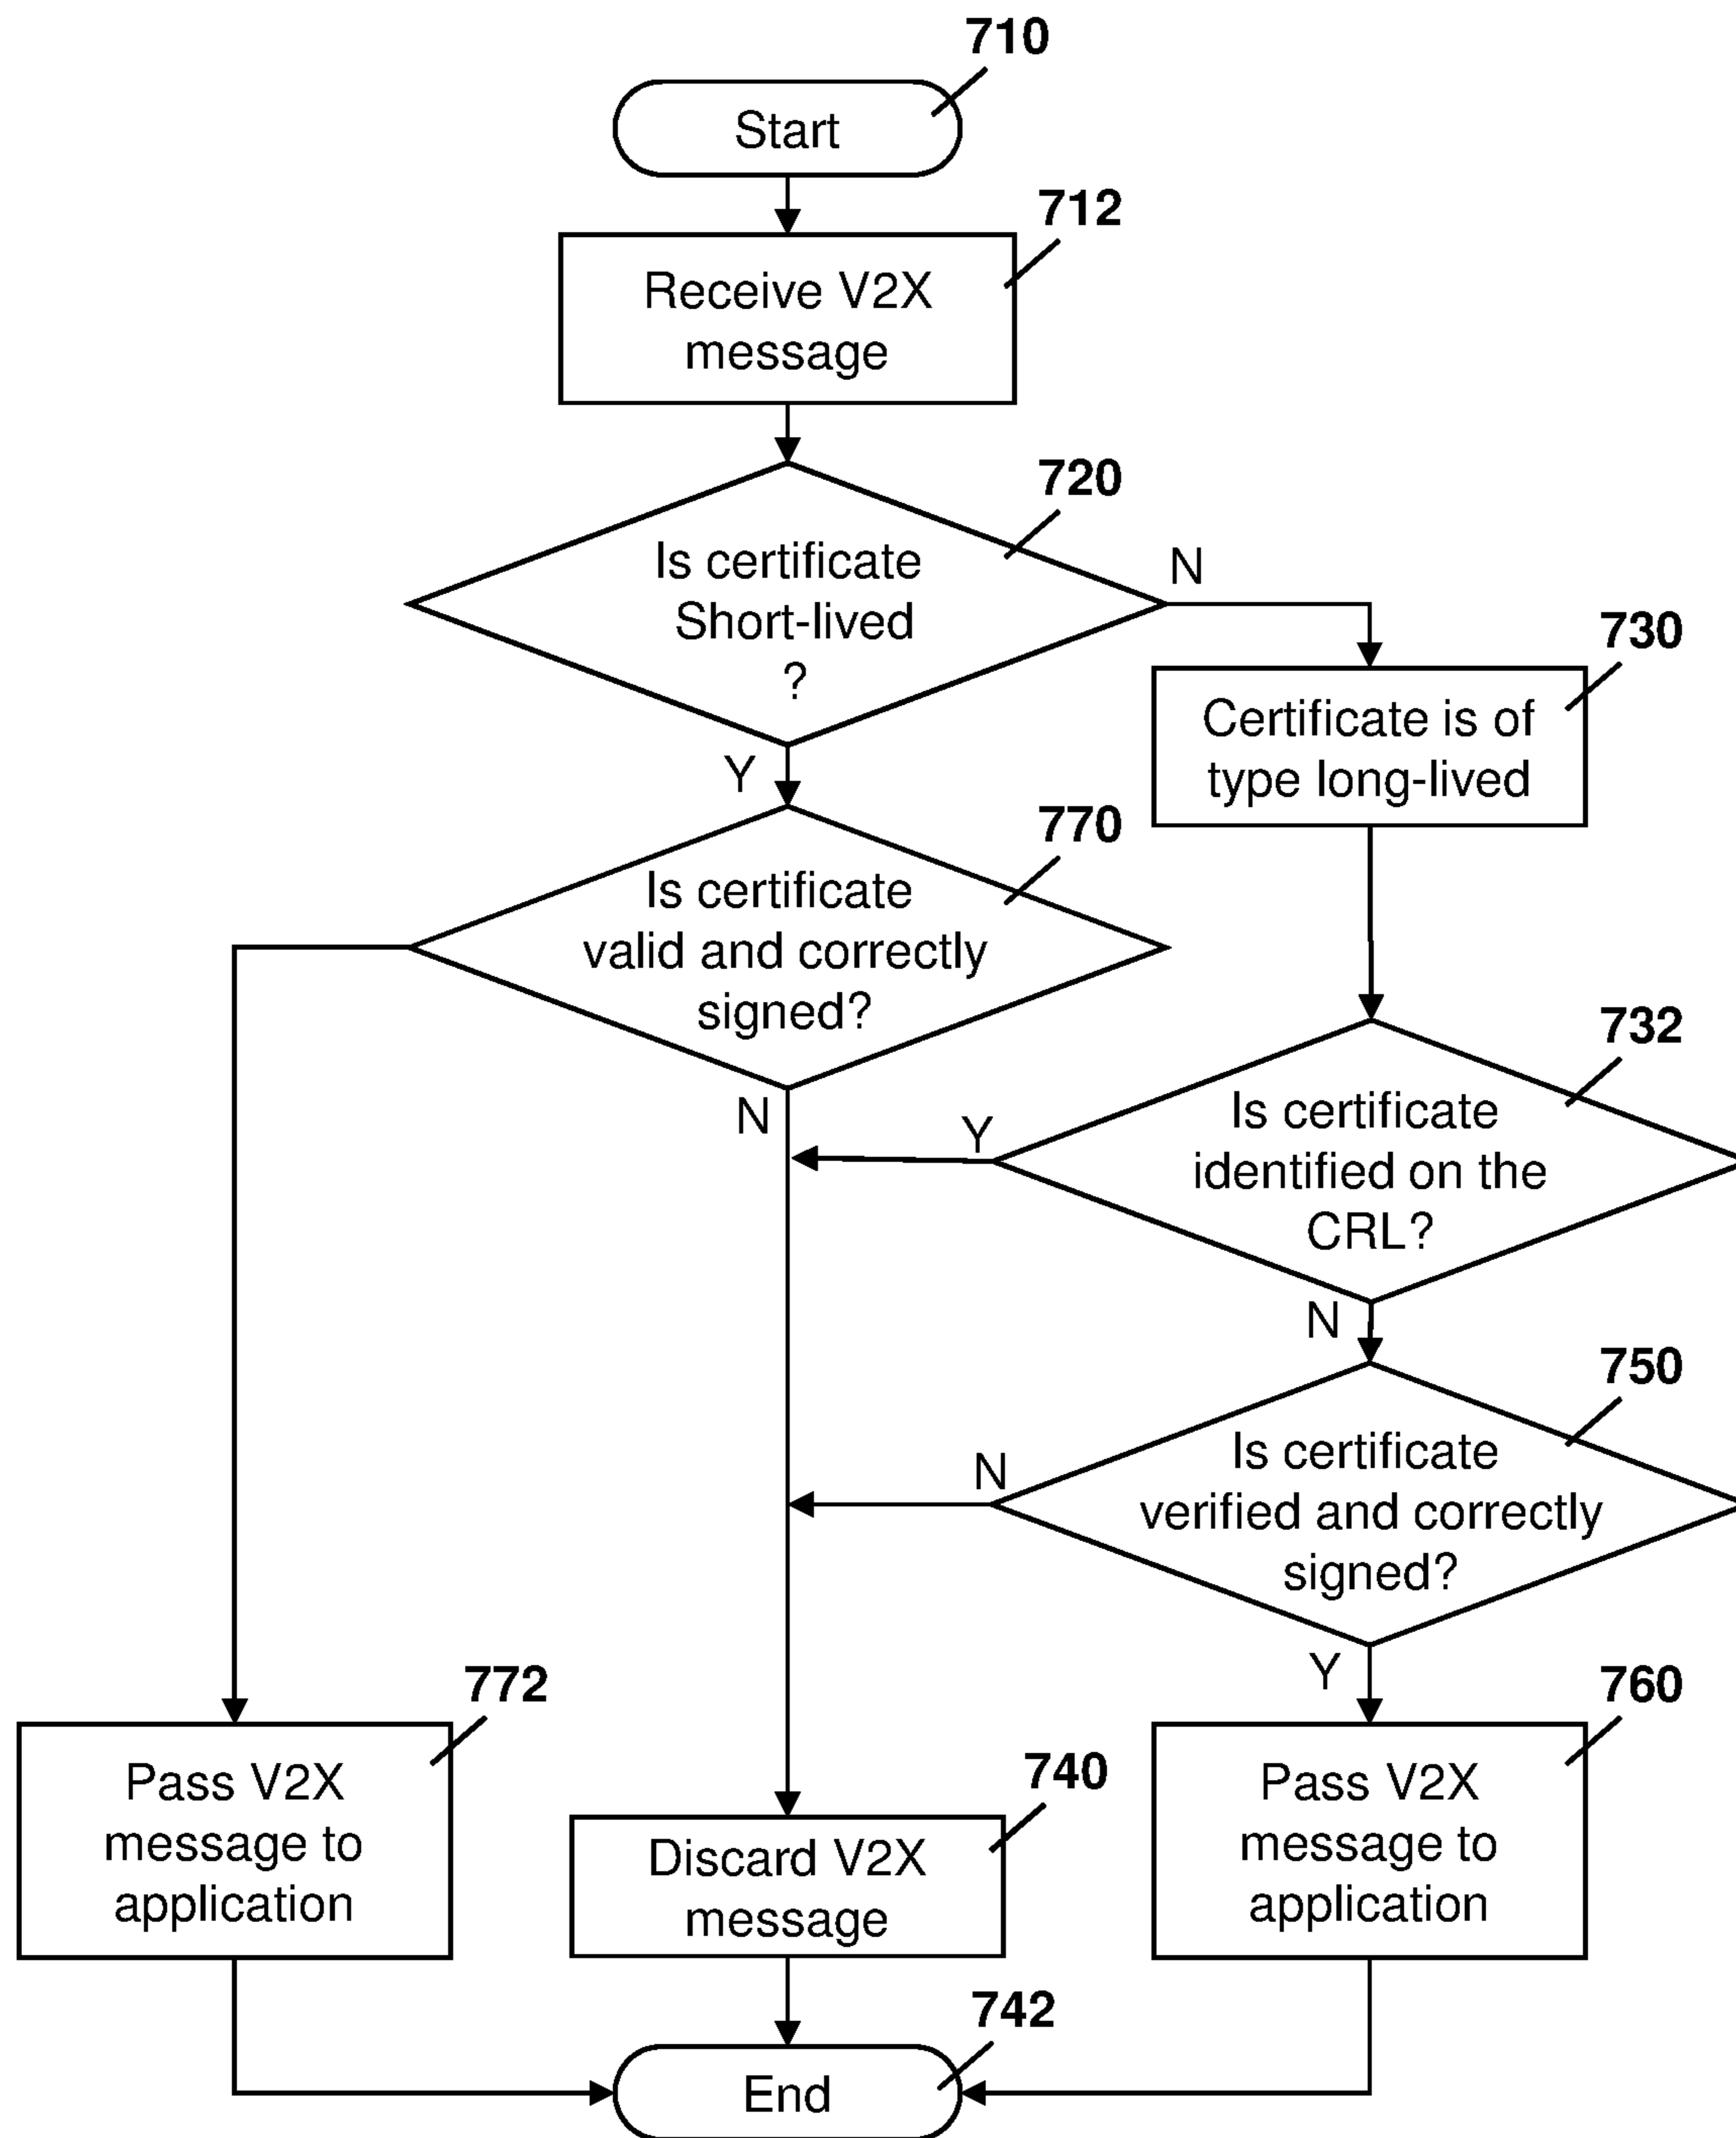 710
Start
712
Receive V2X
message
720
Is certificate
Short-lived
?
N
Y
730
Certificate is of
type long-lived
770
Is certificate
valid and correctly
signed?
N
732
Is certificate
identified on the
CRL?
Y
N
750
Is certificate
verified and correctly
signed?
N
Y
772
Pass V2X
message to
application
740
Discard V2X
message
760
Pass V2X
message to
application
742
End